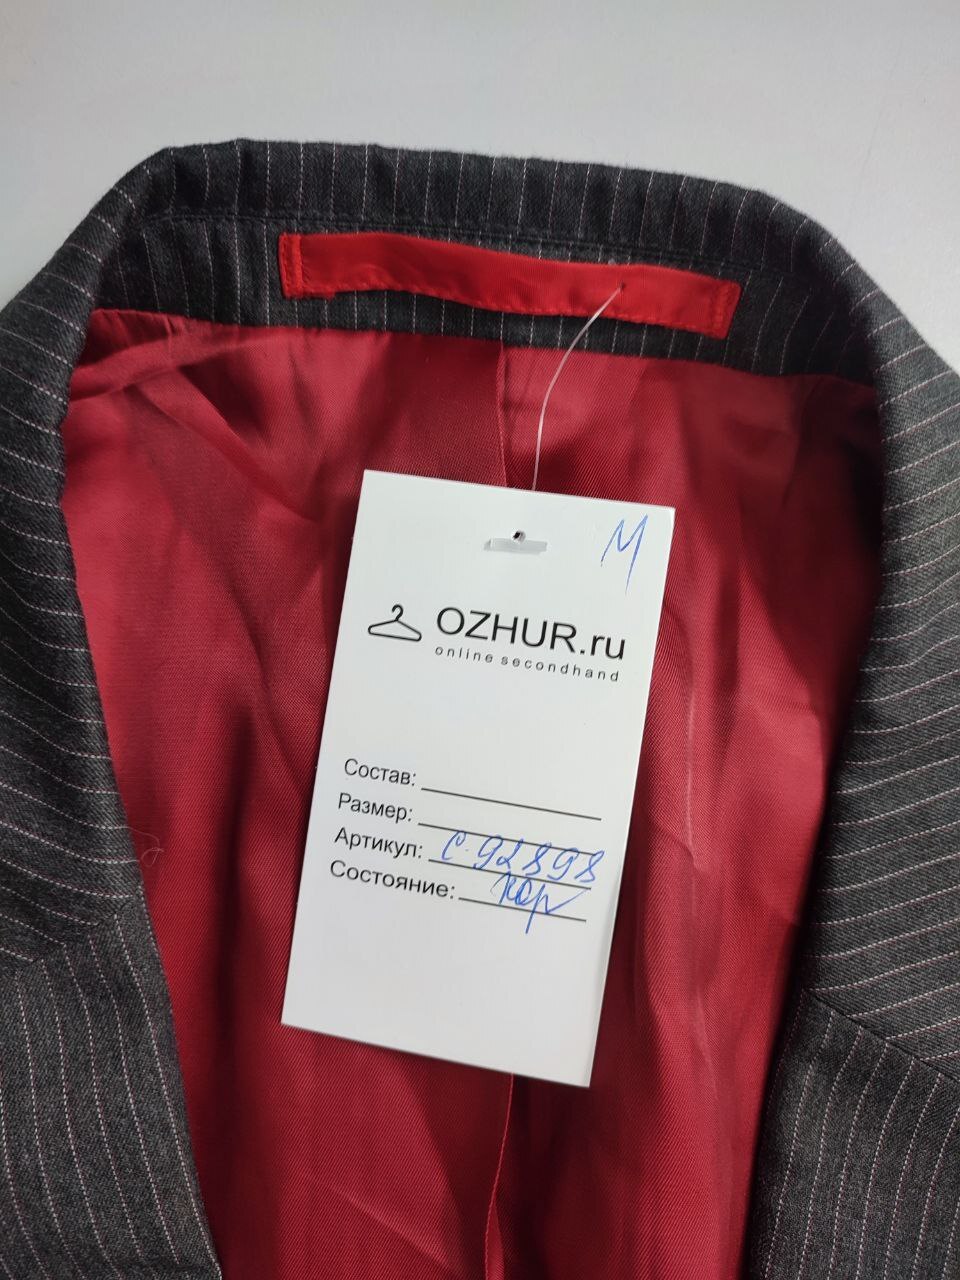 М
OZHUR.ru
online secondhand
Состав:
Размер:
Артикул: С-92898
Состояние: хор